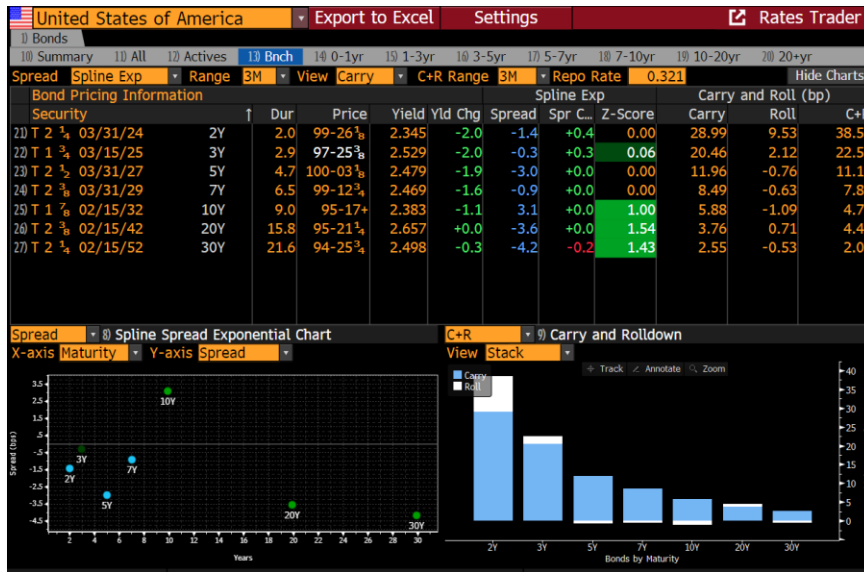 United States of America Export to Excel Settings Rates Trader
1) Bonds
10) Summary 11) All 12) Actives 13) Bnch 14) 0-1yr 15) 1-3yr 16) 3-5yr 17) 5-7yr 18) 7-10yr 19) 10-20yr 20) 20+yr
Spread Spline Exp Range 3M View Carry C+R Range 3M Repo Rate 0.321 Hide Charts
Bond Pricing Information Spline Exp Carry and Roll (bp)
Security ↑ Dur Price Yield Yld Chg Spread Spr C... Z-Score Carry Roll C+R
21) T 2 1/4 03/31/24 2Y 2.0 99-26 1/8 2.345 -2.0 -1.4 +0.4 0.00 28.99 9.53 38.5
22) T 1 3/4 03/15/25 3Y 2.9 97-25 3/8 2.529 -2.0 -0.3 +0.3 0.06 20.46 2.12 22.5
23) T 2 1/2 03/31/27 5Y 4.7 100-03 1/8 2.479 -1.9 -3.0 +0.0 0.00 11.96 -0.76 11.1
24) T 2 3/8 03/31/29 7Y 6.5 99-12 3/4 2.469 -1.6 -0.9 +0.0 0.00 8.49 -0.63 7.8
25) T 1 7/8 02/15/32 10Y 9.0 95-17+ 2.383 -1.1 3.1 +0.0 1.00 5.88 -1.09 4.7
26) T 2 3/8 02/15/42 20Y 15.8 95-21 1/4 2.657 +0.0 -3.6 +0.0 1.54 3.76 0.71 4.4
27) T 2 1/4 02/15/52 30Y 21.6 94-25 3/4 2.498 -0.3 -4.2 -0.2 1.43 2.55 -0.53 2.0
Spread 8) Spline Spread Exponential Chart
X-axis Maturity Y-axis Spread
3.5
2.5
1.5
.5
-.5
-1.5
-2.5
-3.5
-4.5
Spread (bps)
2Y
3Y
5Y
7Y
10Y
20Y
30Y
2 4 6 8 10 12 14 16 18 20 22 24 26 28 30
Years
C+R 9) Carry and Rolldown
View Stack
Track Annotate Zoom
Carry
Roll
40
35
30
25
20
15
10
5
0
2Y 3Y 5Y 7Y 10Y 20Y 30Y
Bonds by Maturity